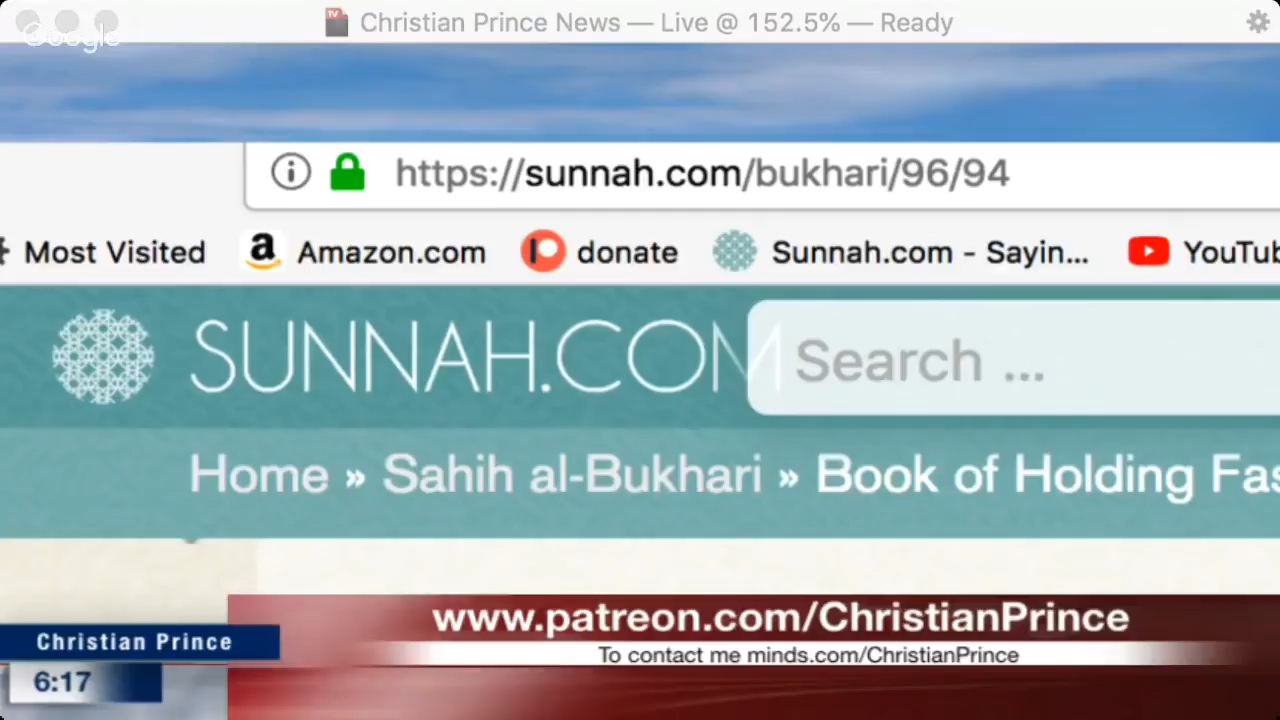 Christian Prince News — Live @ 152.5% — Ready
Google
https://sunnah.com/bukhari/96/94
Most Visited
Amazon.com
donate
Sunnah.com - Sayin...
YouTub
SUNNAH.COM
Search ...
Home » Sahih al-Bukhari » Book of Holding Fas
www.patreon.com/ChristianPrince
To contact me minds.com/ChristianPrince
Christian Prince
6:17